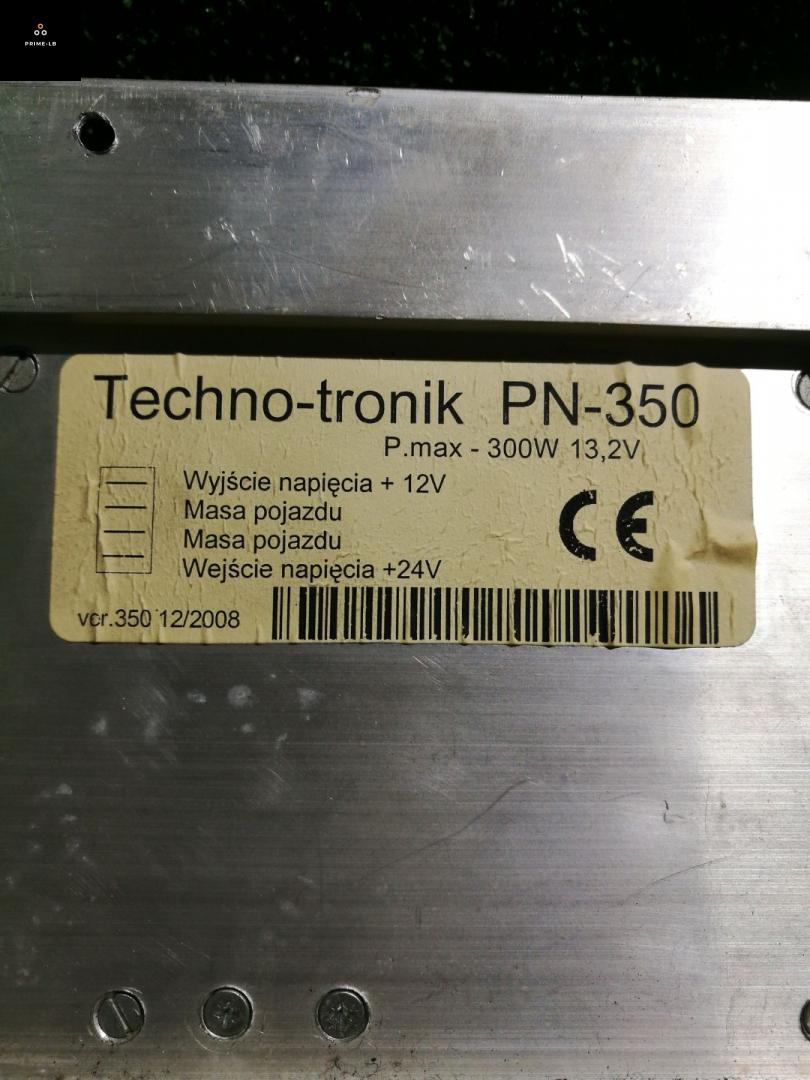 PRIME-LB
Techno-tronik PN-350
P.max - 300W 13,2V
Wyjście napięcia + 12V
Masa pojazdu
Masa pojazdu
Wejście napięcia +24V
CE
vcr.350 12/2008